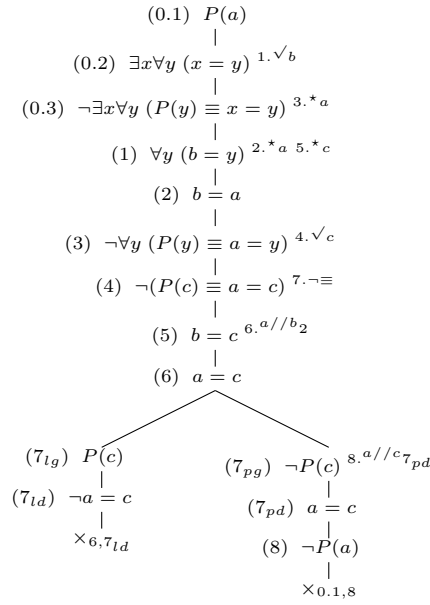 (0.1) P(a)
(0.2) ∃x∀y (x = y) 1.√b
(0.3) ¬∃x∀y (P(y) ≡ x = y) 3.⋆a
(1) ∀y (b = y) 2.⋆a 5.⋆c
(2) b = a
(3) ¬∀y (P(y) ≡ a = y) 4.√c
(4) ¬(P(c) ≡ a = c) 7.¬≡
(5) b = c 6.a//b2
(6) a = c
(7lg) P(c)
(7ld) ¬a = c
×6,7ld
(7pg) ¬P(c) 8.a//c7pd
(7pd) a = c
(8) ¬P(a)
×0.1,8